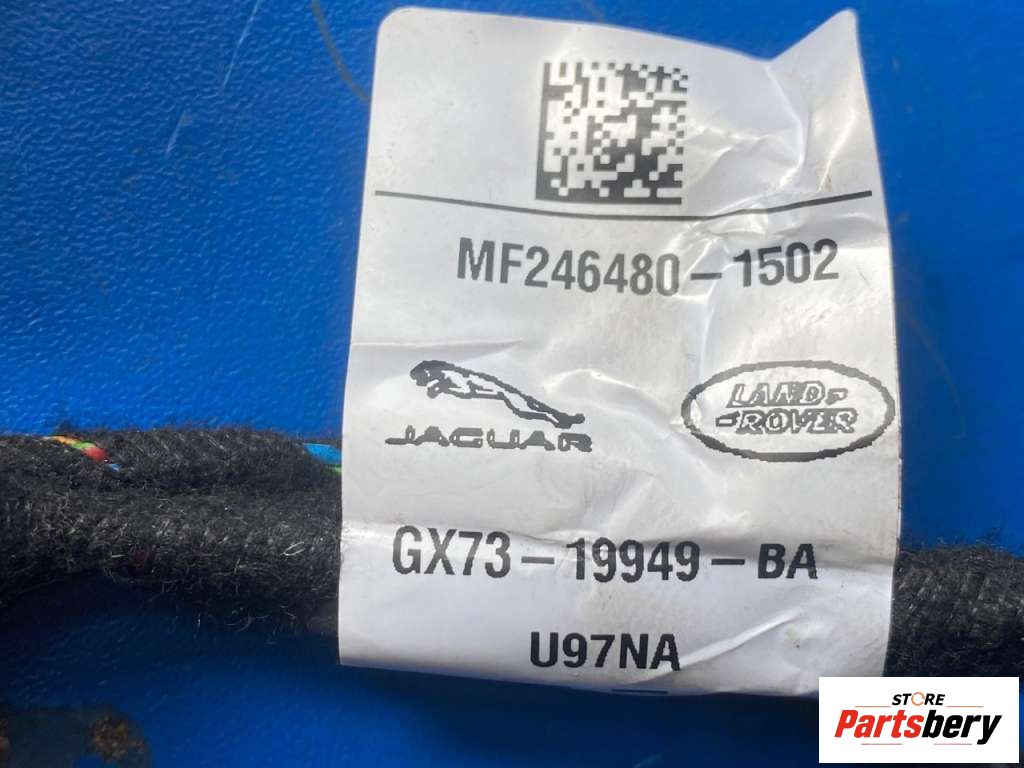 MF246480-1502
JAGUAR
LAND-
-ROVER
GX73-19949-BA
U97NA
STORE
Partsbery